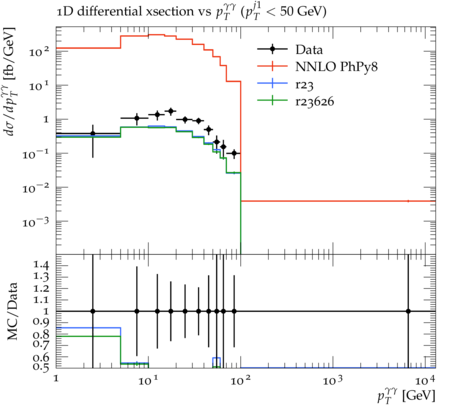 1D differential xsection vs p_T^{γγ} (p_T^{j1} < 50 GeV)
dσ/dp_T^{γγ} [fb/GeV]
Data
NNLO PhPy8
r23
r23626
10^2
10^1
1
10^−1
10^−2
10^−3
MC/Data
1.4
1.3
1.2
1.1
1
0.9
0.8
0.7
0.6
0.5
1 10^1 10^2 10^3 10^4
p_T^{γγ} [GeV]